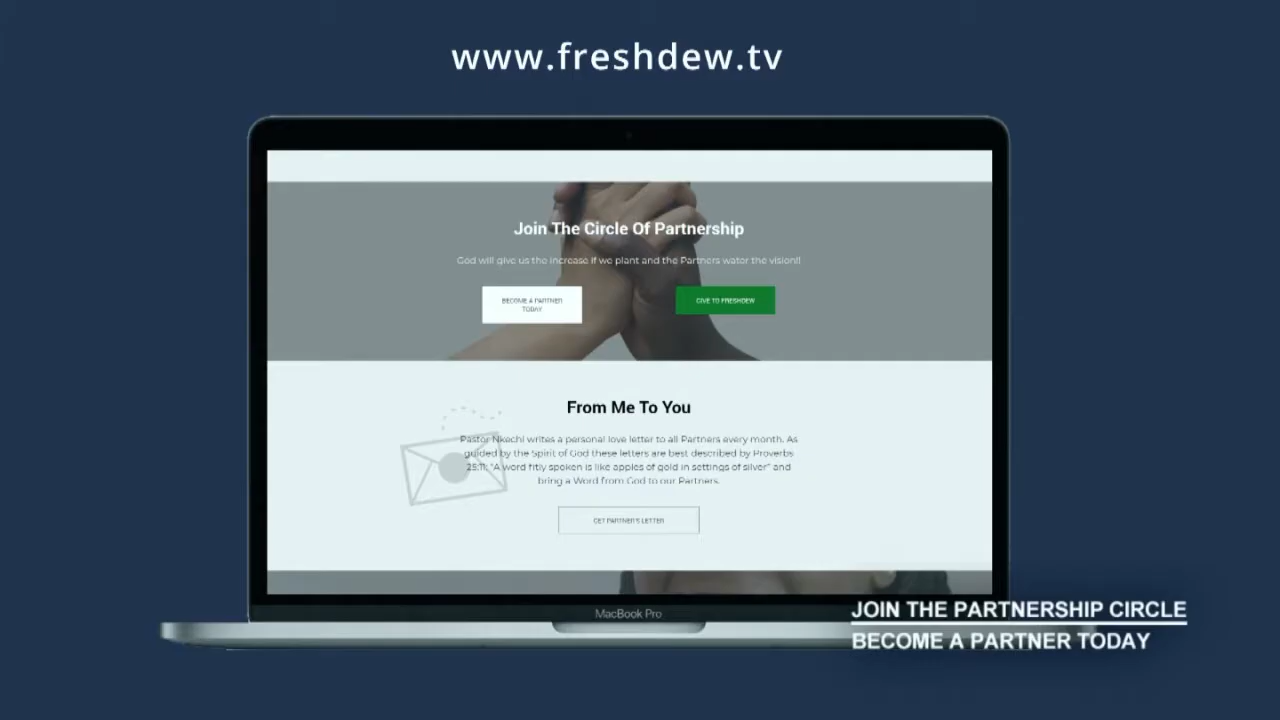 www.freshdew.tv
Join The Circle Of Partnership
God will give us the increase if we plant and the Partners water the vision!!
BECOME A PARTNER
TODAY
GIVE TO FRESHDEW
From Me To You
Pastor Nkechi writes a personal love letter to all Partners every month. As
guided by the Spirit of God these letters are best described by Proverbs
25:11: "A word fitly spoken is like apples of gold in settings of silver" and
bring a Word from God to our Partners.
GET PARTNER'S LETTER
MacBook Pro
JOIN THE PARTNERSHIP CIRCLE
BECOME A PARTNER TODAY